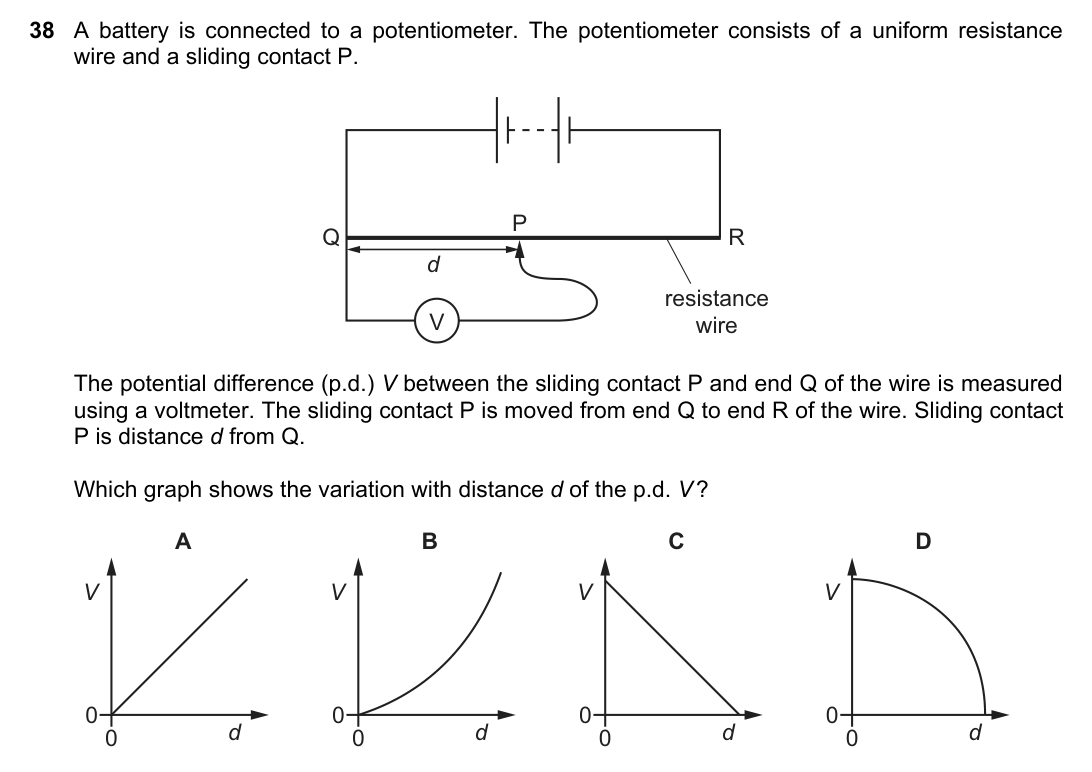 38 A battery is connected to a potentiometer. The potentiometer consists of a uniform resistance
wire and a sliding contact P.
P
Q
R
d
resistance
wire
V
The potential difference (p.d.) V between the sliding contact P and end Q of the wire is measured
using a voltmeter. The sliding contact P is moved from end Q to end R of the wire. Sliding contact
P is distance d from Q.
Which graph shows the variation with distance d of the p.d. V?
A B C D
V V V V
0 0 0 0
0 d 0 d 0 d 0 d